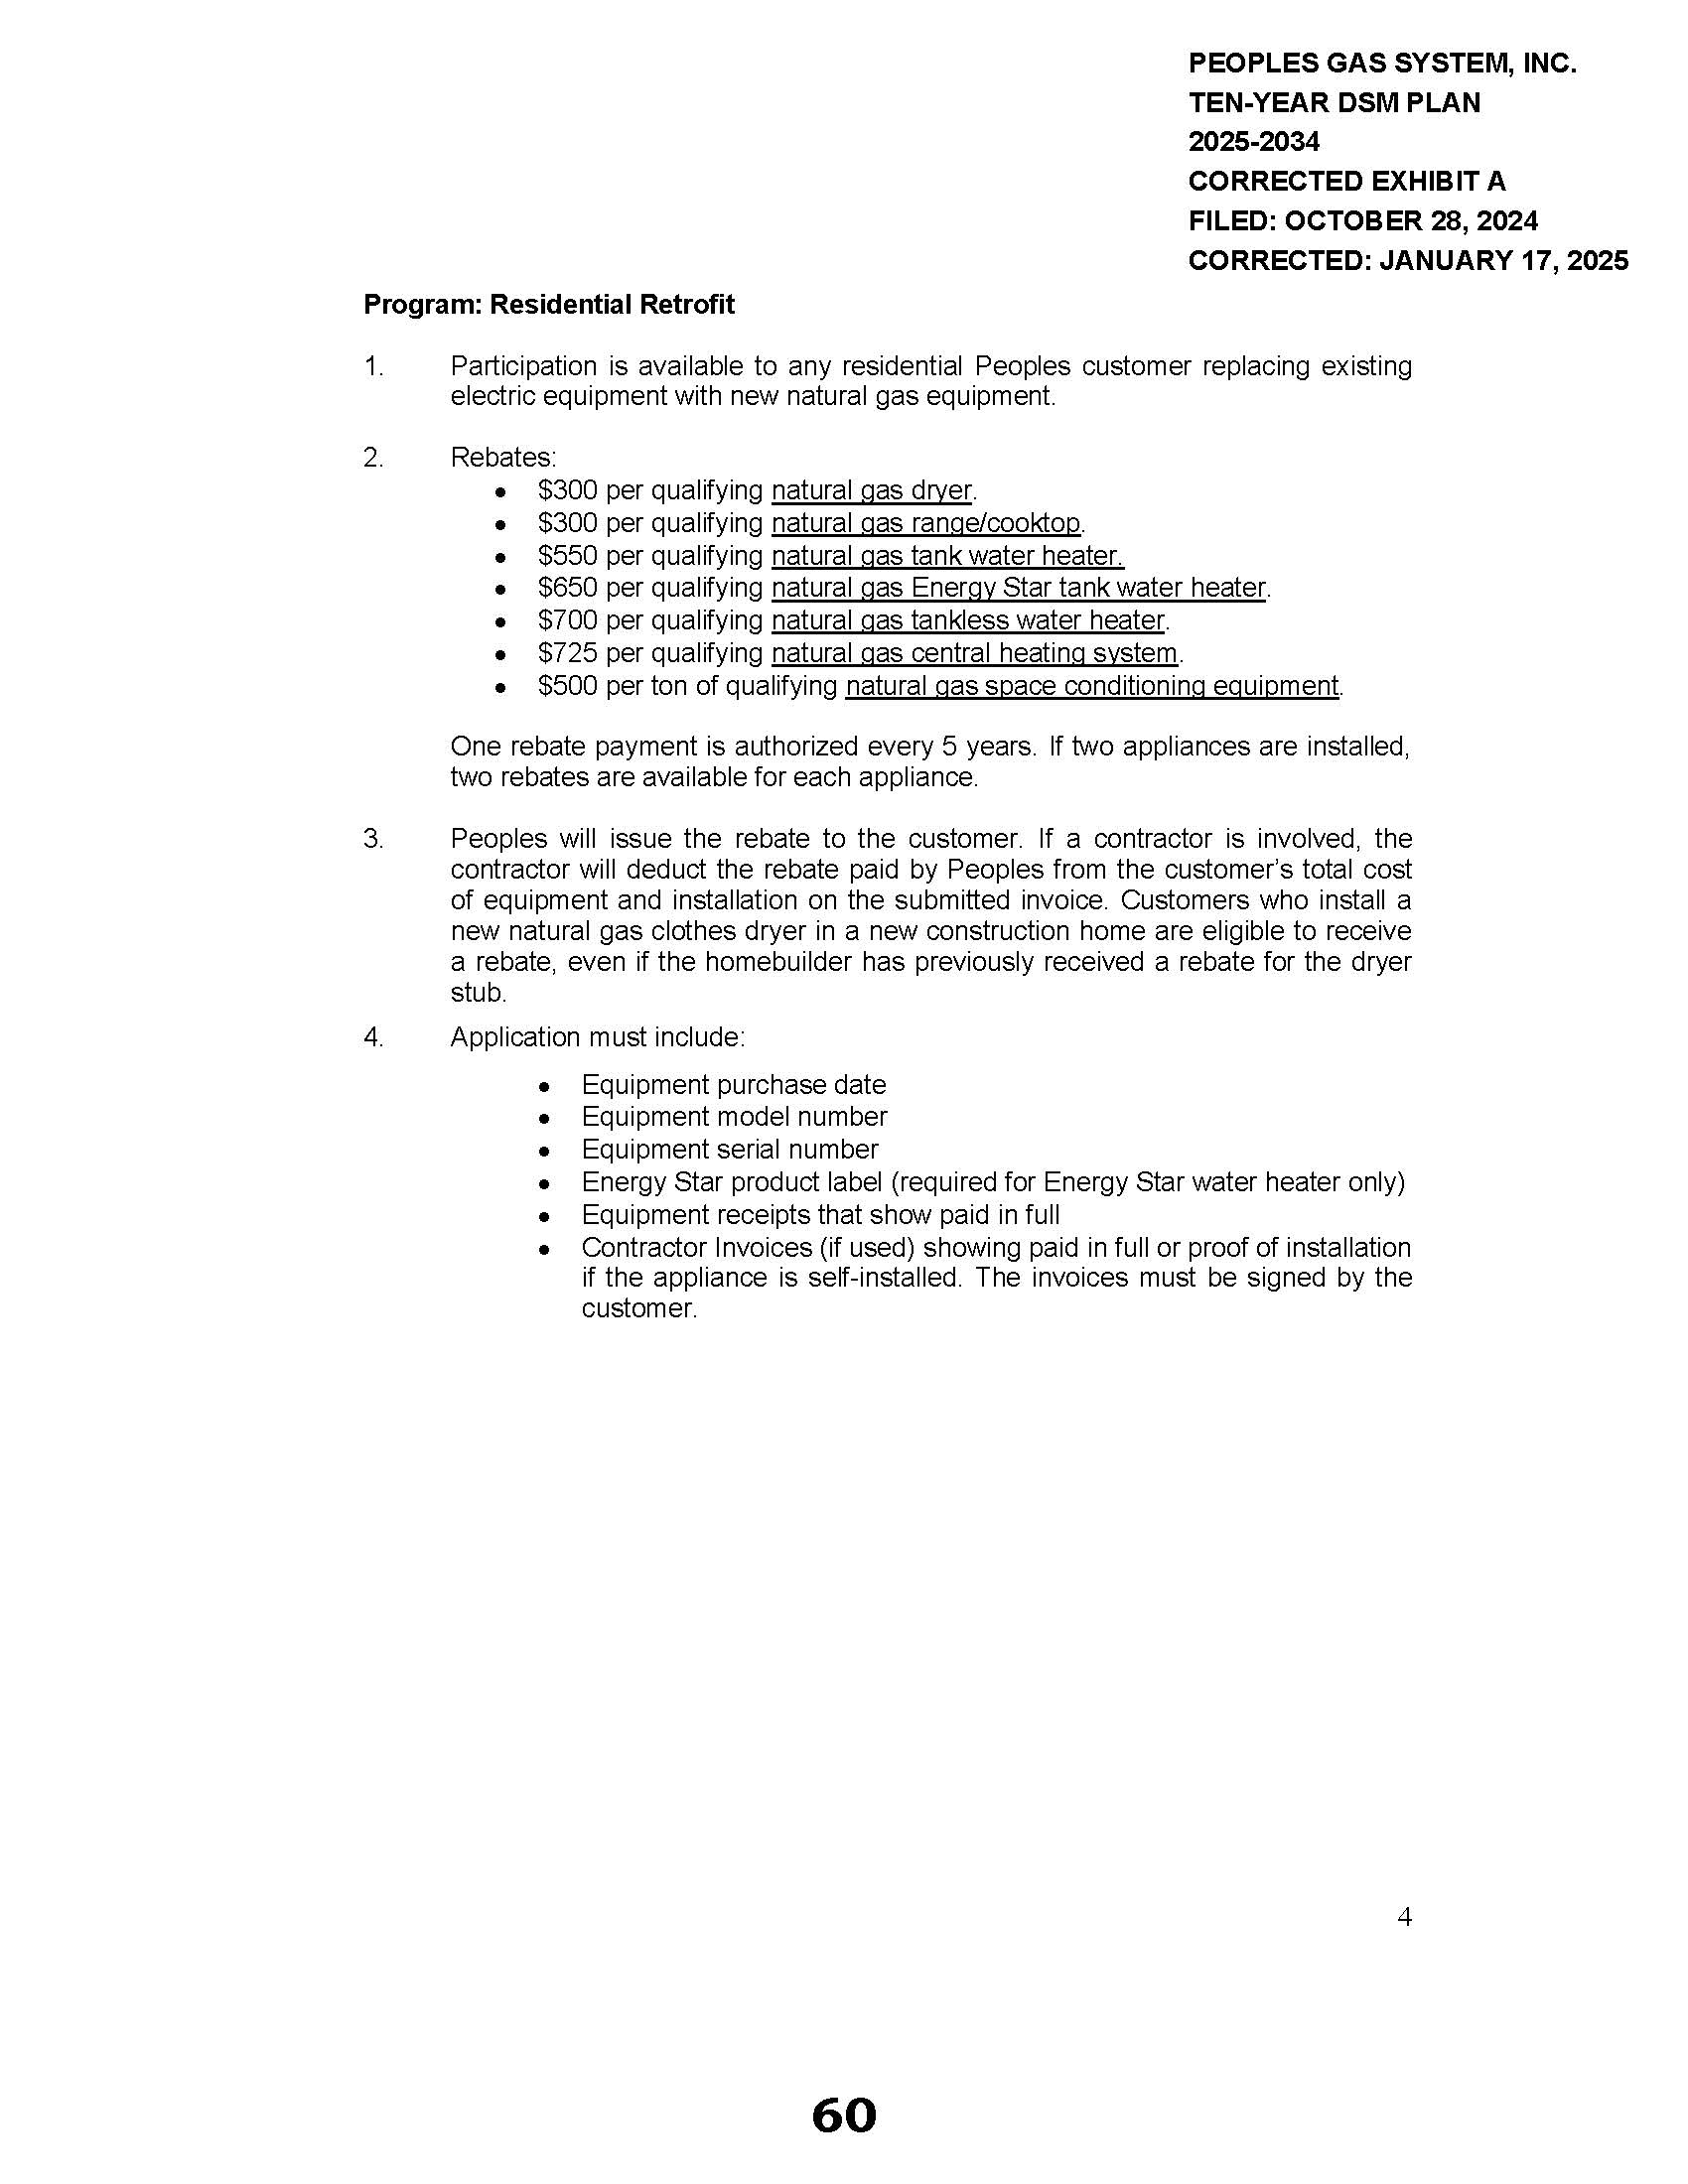 PEOPLES GAS SYSTEM, INC.
TEN-YEAR DSM PLAN
2025-2034
CORRECTED EXHIBIT A
FILED: OCTOBER 28, 2024
CORRECTED: JANUARY 17, 2025
Program: Residential Retrofit
1. Participation is available to any residential Peoples customer replacing existing
electric equipment with new natural gas equipment.
2. Rebates:
• $300 per qualifying natural gas dryer.
• $300 per qualifying natural gas range/cooktop.
• $550 per qualifying natural gas tank water heater.
• $650 per qualifying natural gas Energy Star tank water heater.
• $700 per qualifying natural gas tankless water heater.
• $725 per qualifying natural gas central heating system.
• $500 per ton of qualifying natural gas space conditioning equipment.
One rebate payment is authorized every 5 years. If two appliances are installed,
two rebates are available for each appliance.
3. Peoples will issue the rebate to the customer. If a contractor is involved, the
contractor will deduct the rebate paid by Peoples from the customer’s total cost
of equipment and installation on the submitted invoice. Customers who install a
new natural gas clothes dryer in a new construction home are eligible to receive
a rebate, even if the homebuilder has previously received a rebate for the dryer
stub.
4. Application must include:
• Equipment purchase date
• Equipment model number
• Equipment serial number
• Energy Star product label (required for Energy Star water heater only)
• Equipment receipts that show paid in full
• Contractor Invoices (if used) showing paid in full or proof of installation
if the appliance is self-installed. The invoices must be signed by the
customer.
4
60